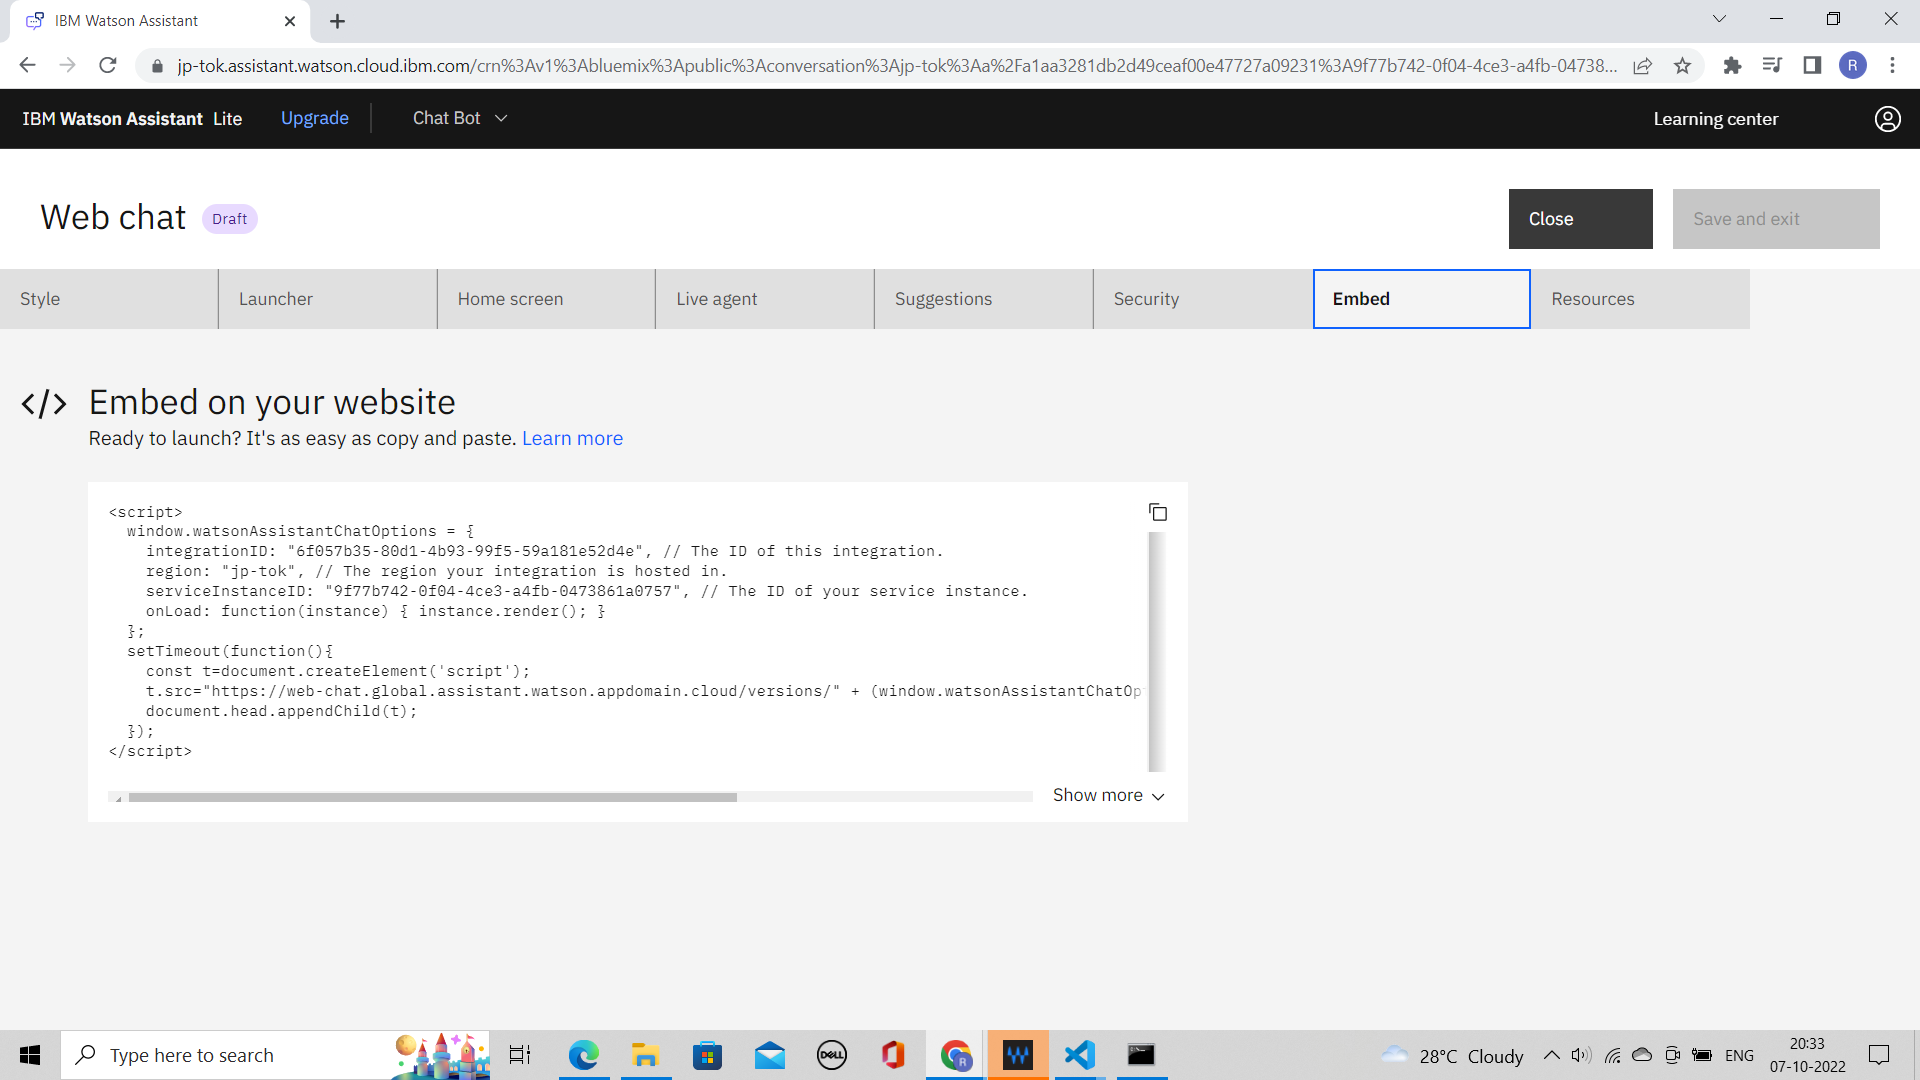 IBM Watson Assistant
jp-tok.assistant.watson.cloud.ibm.com/crn%3Av1%3Abluemix%3Apublic%3Aconversation%3Ajp-tok%3Aa%2Fa1aa3281db2d49ceaf00e47727a09231%3A9f77b742-0f04-4ce3-a4fb-04738...
R
IBM Watson Assistant Lite
Upgrade
Chat Bot
Learning center
Web chat
Draft
Close
Save and exit
Style
Launcher
Home screen
Live agent
Suggestions
Security
Embed
Resources
</> Embed on your website
Ready to launch? It's as easy as copy and paste. Learn more
<script>
window.watsonAssistantChatOptions = {
integrationID: "6f057b35-80d1-4b93-99f5-59a181e52d4e", // The ID of this integration.
region: "jp-tok", // The region your integration is hosted in.
serviceInstanceID: "9f77b742-0f04-4ce3-a4fb-0473861a0757", // The ID of your service instance.
onLoad: function(instance) { instance.render(); }
};
setTimeout(function(){
const t=document.createElement('script');
t.src="https://web-chat.global.assistant.watson.appdomain.cloud/versions/" + (window.watsonAssistantChatOp
document.head.appendChild(t);
});
</script>
Show more
Type here to search
DELL
R
28°C Cloudy
ENG
20:33
07-10-2022